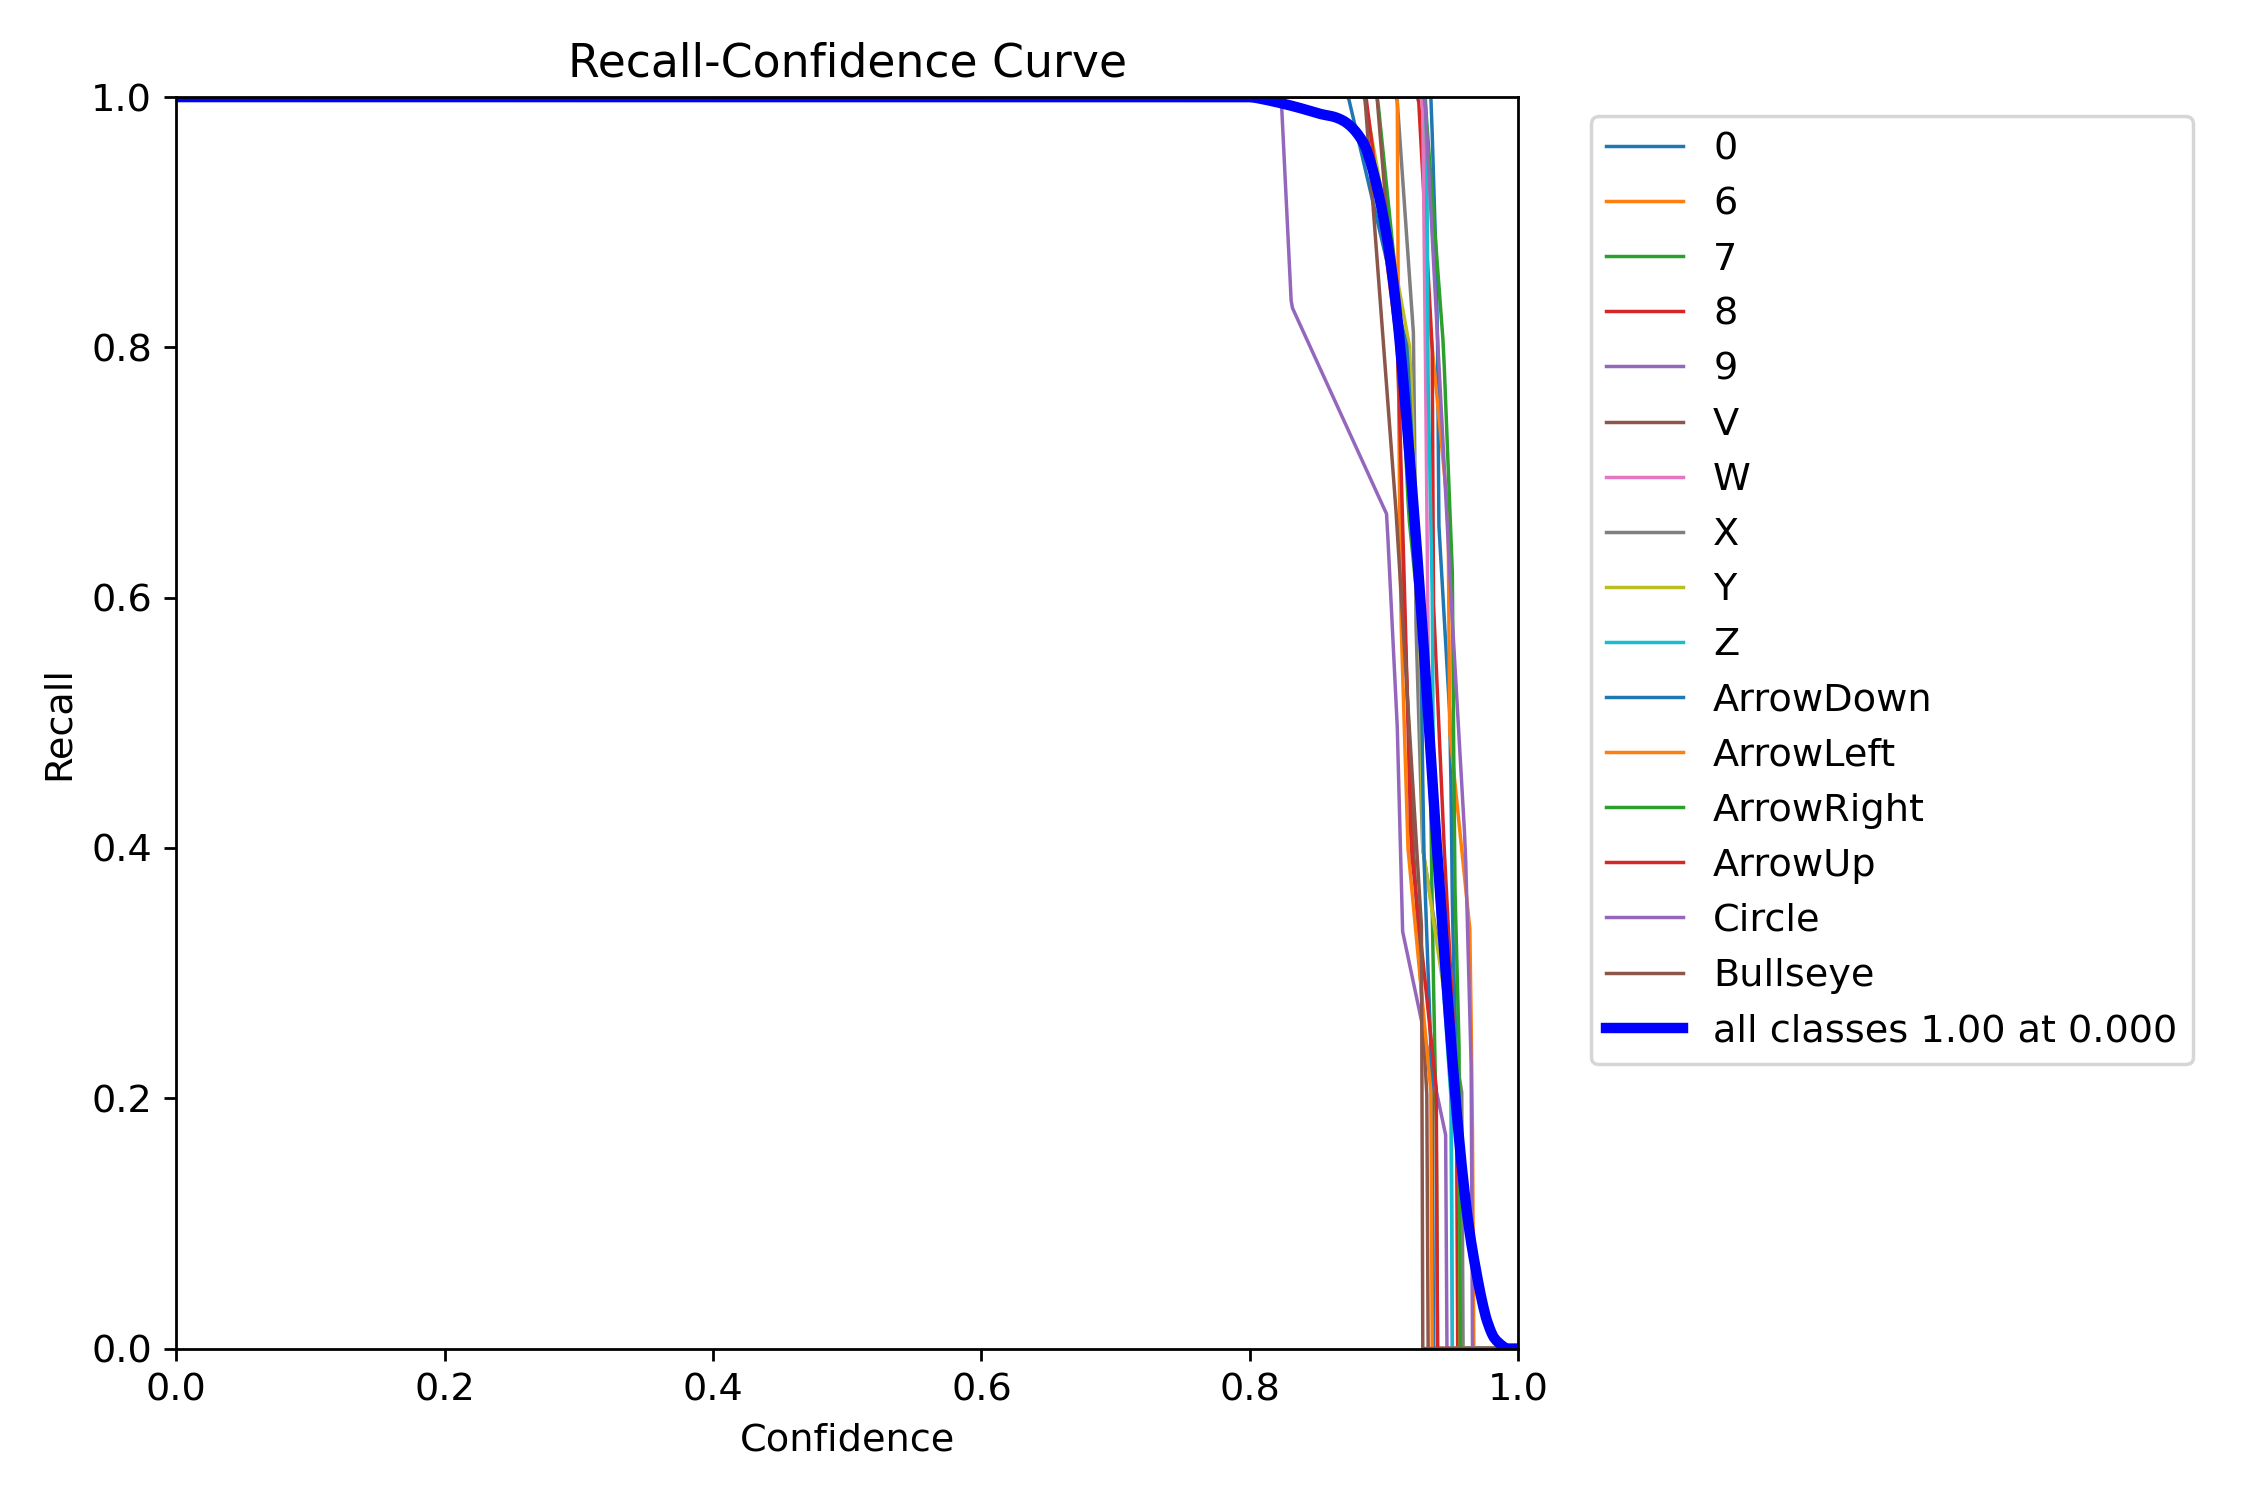 Recall-Confidence Curve
1.0
0.8
0.6
0.4
0.2
0.0
Recall
0.0 0.2 0.4 0.6 0.8 1.0
Confidence
0
6
7
8
9
V
W
X
Y
Z
ArrowDown
ArrowLeft
ArrowRight
ArrowUp
Circle
Bullseye
all classes 1.00 at 0.000